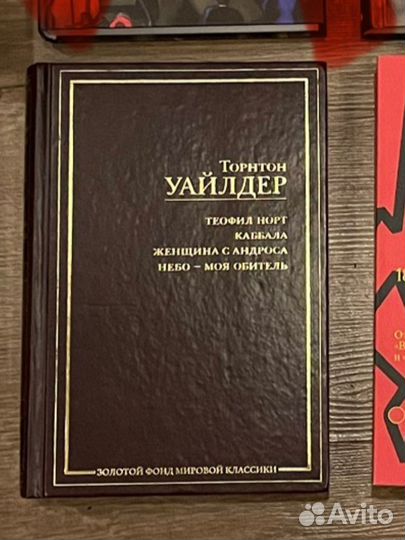 Торнтон
УАЙЛДЕР
ТЕОФИЛ НОРТ
КАББАЛА
ЖЕНЩИНА С АНДРОСА
НЕБО – МОЯ ОБИТЕЛЬ
ЗОЛОТОЙ ФОНД МИРОВОЙ КЛАССИКИ
Avito